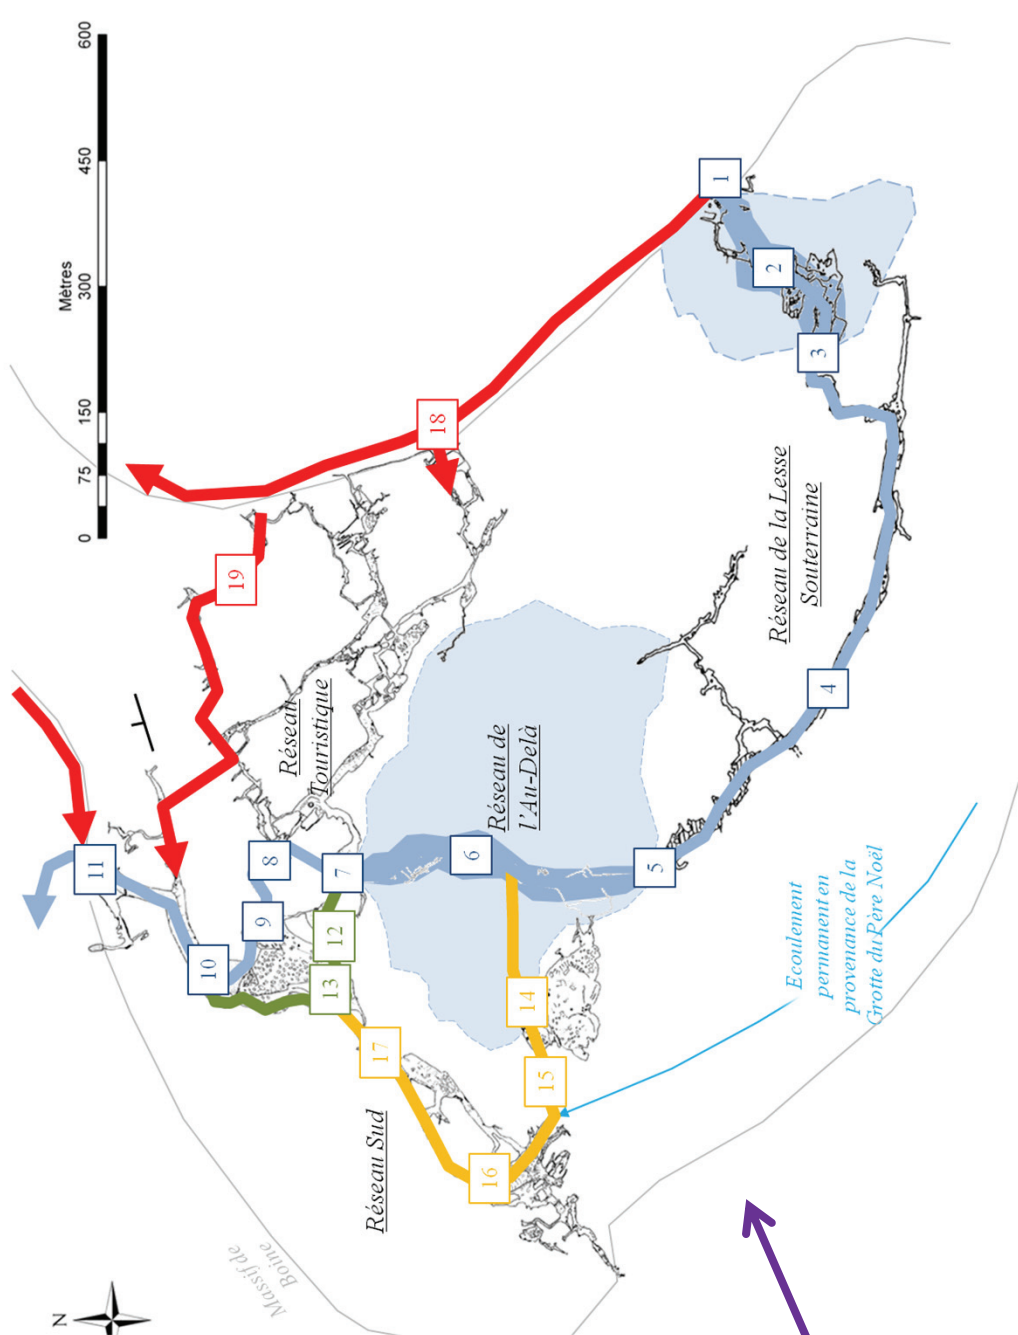 Mètres
0
75
150
300
450
600
N
Massif de
Boine
Réseau Sud
Réseau
Touristique
Réseau de
l'Au-Delà
Réseau de la Lesse
Souterraine
Ecoulement
permanent en
provenance de la
Grotte du Père Noël
1
2
3
4
5
6
7
8
9
10
11
12
13
14
15
16
17
18
19